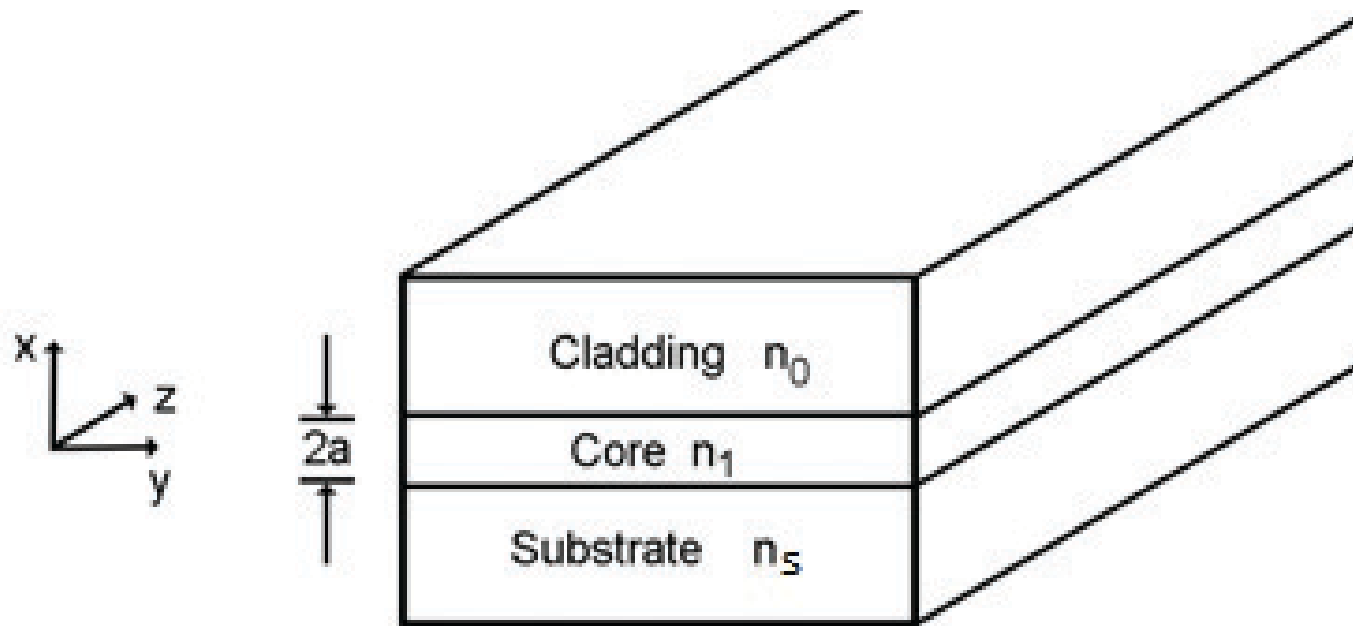 Cladding n₀
x
z
2a
Core n₁
y
Substrate nₛ